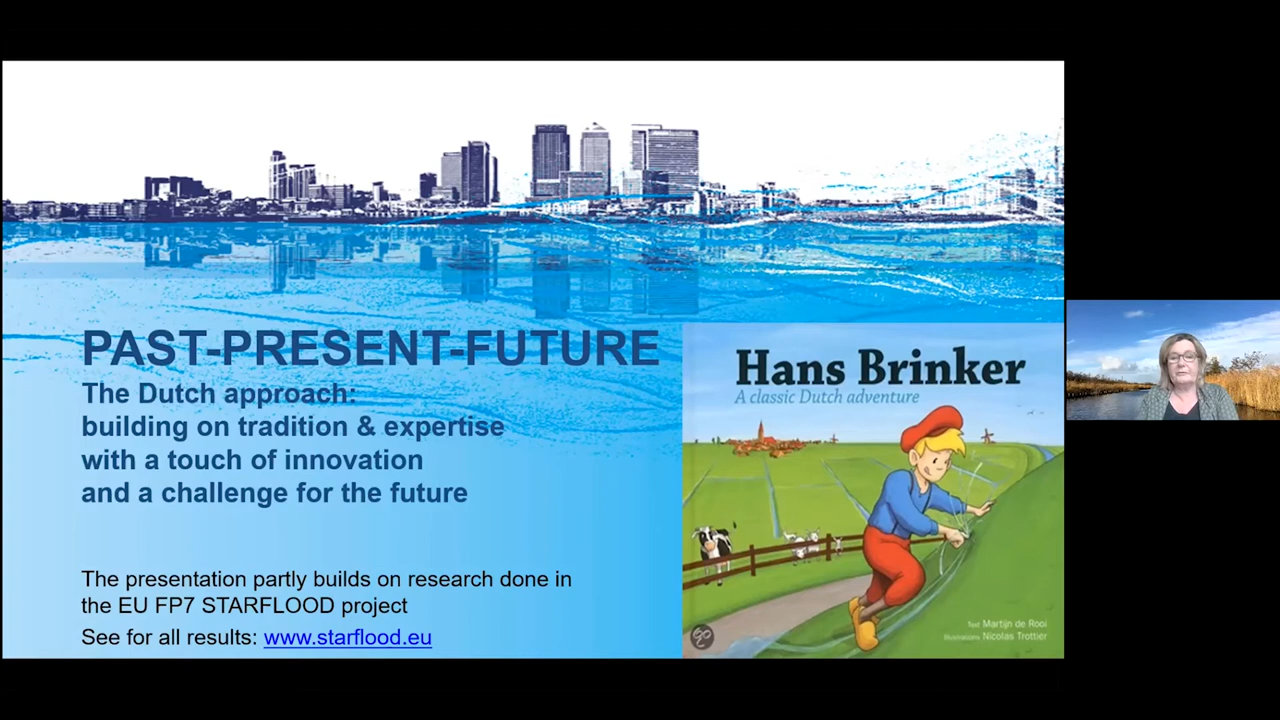 PAST-PRESENT-FUTURE
The Dutch approach:
building on tradition & expertise
with a touch of innovation
and a challenge for the future
The presentation partly builds on research done in
the EU FP7 STARFLOOD project
See for all results: www.starflood.eu
Hans Brinker
A classic Dutch adventure
Text Martijn de Rooi
Illustrations Nicolas Trottier